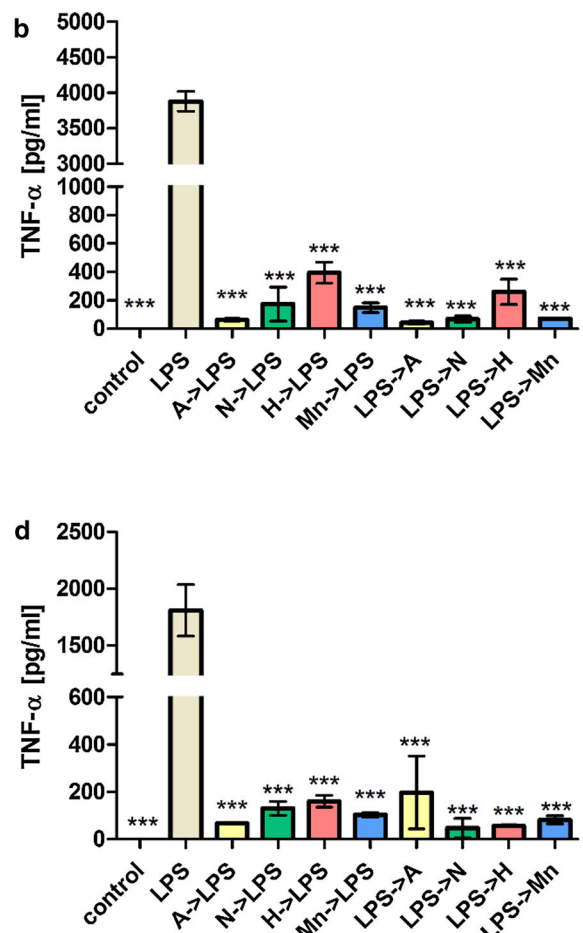 b
TNF-α [pg/ml]
5000
4000
3500
3000
1000
800
600
400
200
0
***
***
***
***
***
***
***
***
***
control
LPS
A->LPS
N->LPS
H->LPS
Mn->LPS
LPS->A
LPS->N
LPS->H
LPS->Mn
d
TNF-α [pg/ml]
2500
2000
1500
600
400
200
0
***
***
***
***
***
***
***
***
***
control
LPS
A->LPS
N->LPS
H->LPS
Mn->LPS
LPS->A
LPS->N
LPS->H
LPS->Mn